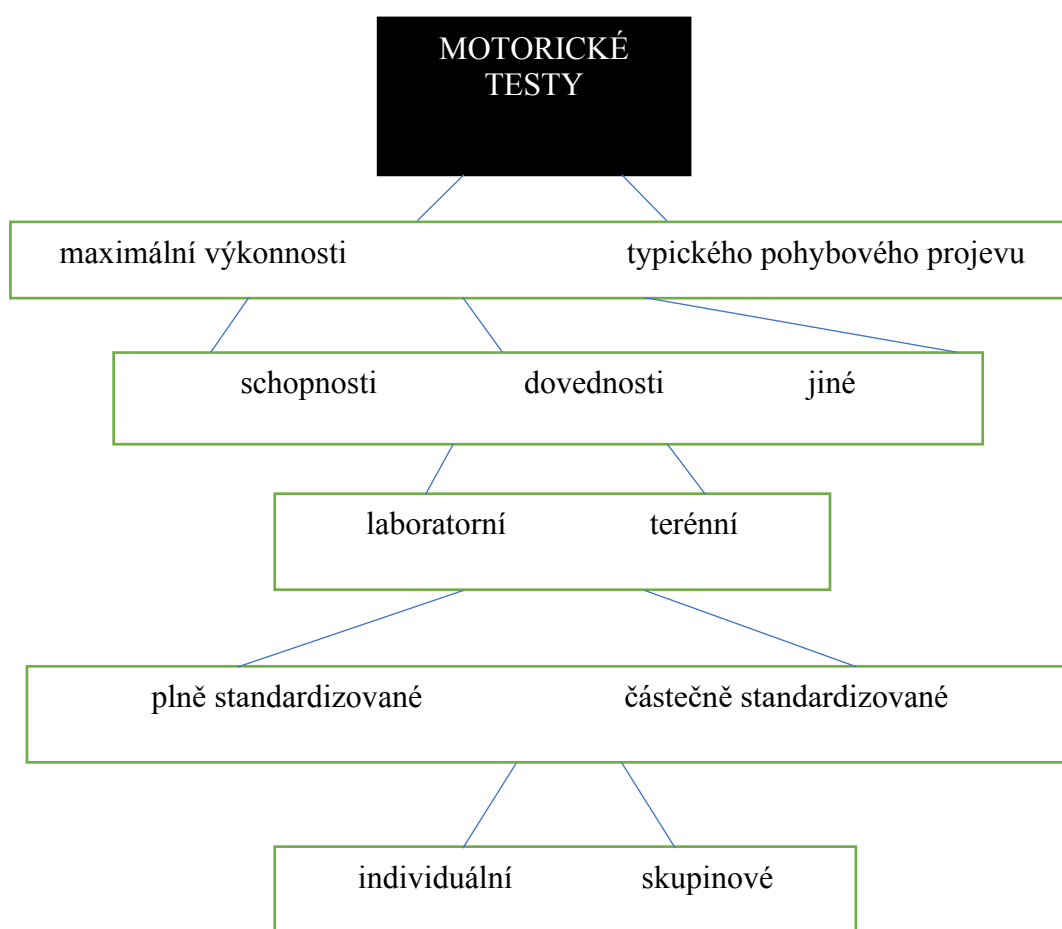 MOTORICKÉ
TESTY
maximální výkonnosti typického pohybového projevu
schopnosti dovednosti jiné
laboratorní terénní
plně standardizované částečně standardizované
individuální skupinové